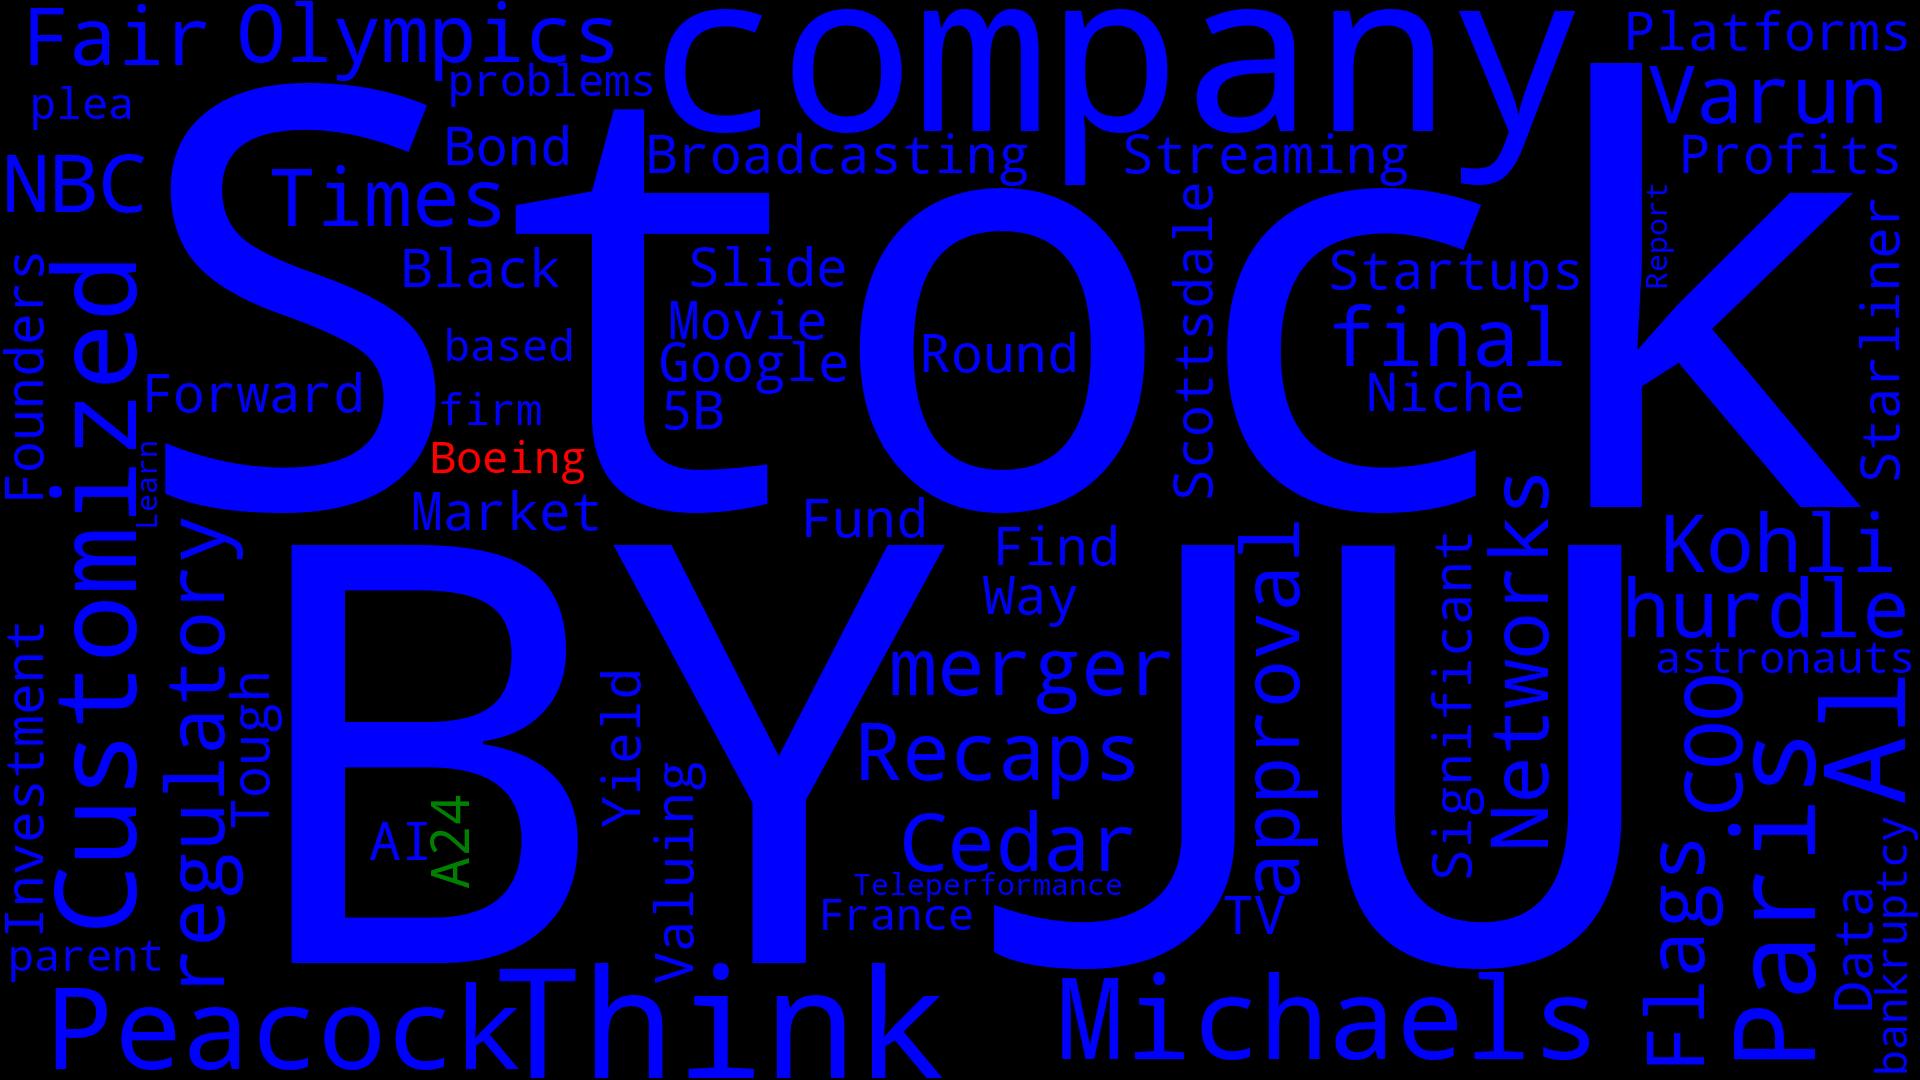 Fair
Olympics
company
Platforms
problems
plea
Varun
Bond
Broadcasting
Streaming
Profits
NBC
Times
Stock
Report
Black
Slide
Scottsdale
Startups
Starliner
Founders
Customized
Movie
based
Google
Round
final
Forward
firm
5B
Niche
Boeing
Learn
Market
Fund
Find
Kohli
Way
hurdle
regulatory
BYJU
approval
Significant
Networks
astronauts
merger
Investment
Tough
Yield
Recaps
COO
Al
Paris
Valuing
AI
A24
Cedar
Teleperformance
France
TV
Flags
Data
bankruptcy
parent
Peacock
Think
Michaels